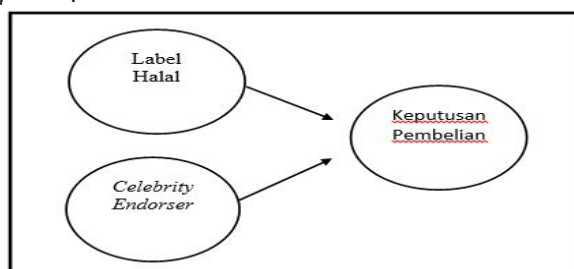 Label
Halal
Keputusan
Pembelian
Celebrity
Endorser